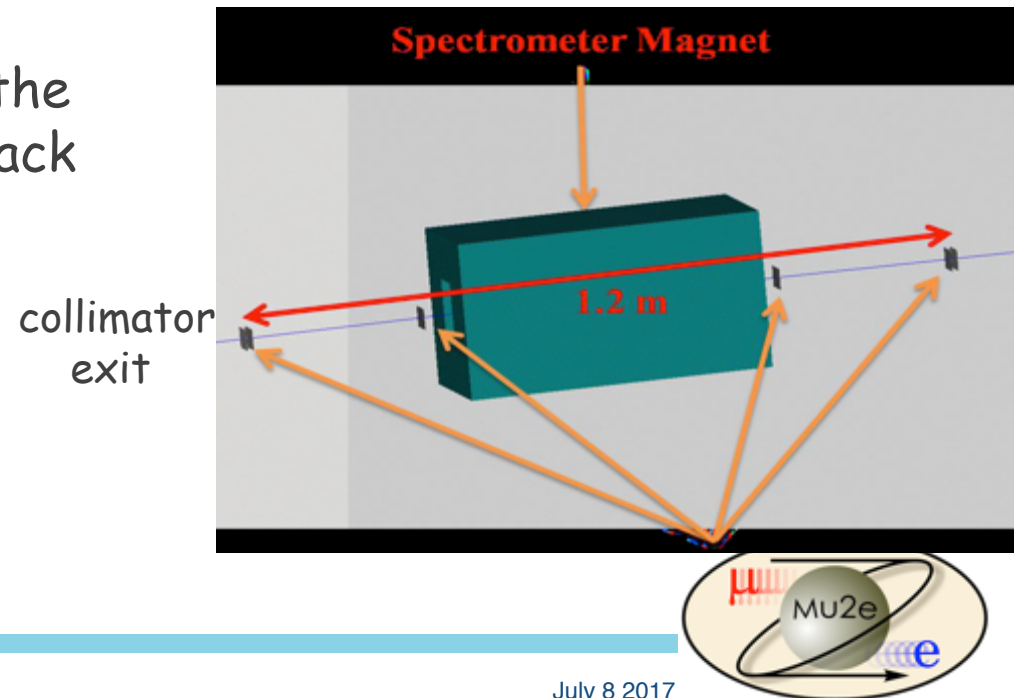 Spectrometer Magnet
the
ack
1.2 m
collimator
exit
μ
Mu2e
e
July 8 2017